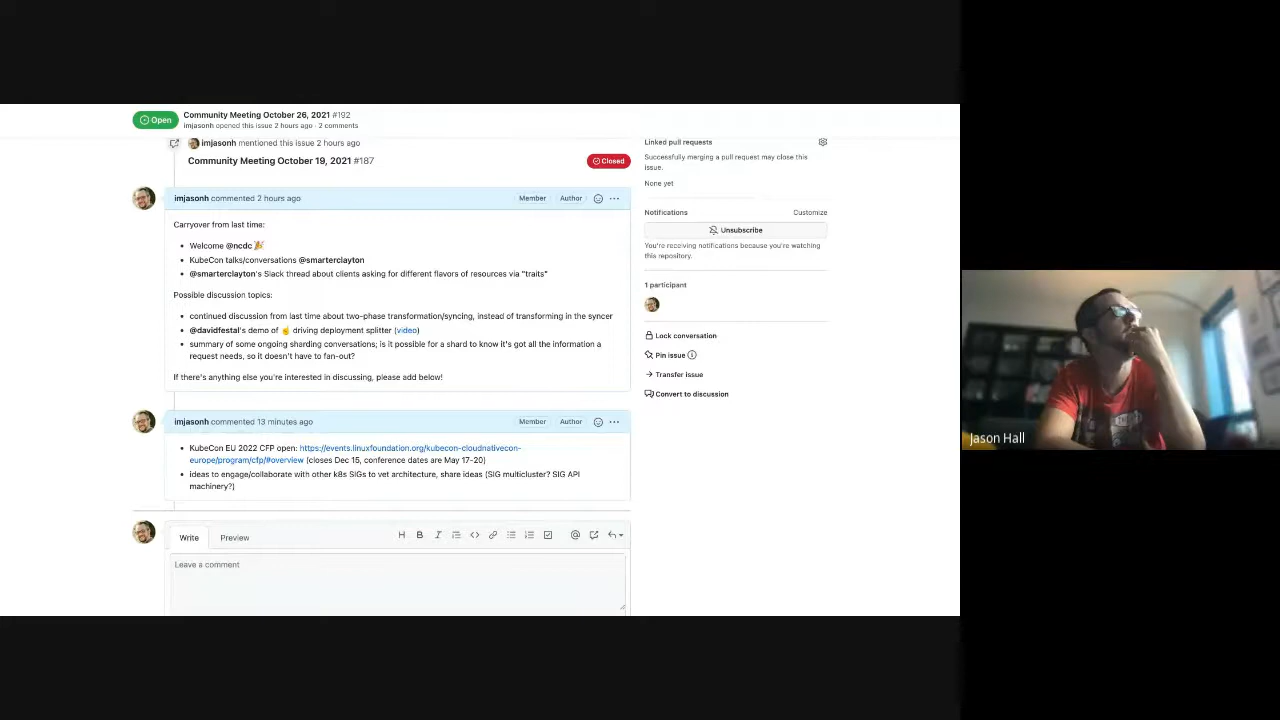 Open
Community Meeting October 26, 2021 #192
imjasonh opened this issue 2 hours ago · 2 comments
imjasonh mentioned this issue 2 hours ago
Community Meeting October 19, 2021 #187
Closed
imjasonh commented 2 hours ago
Member
Author
Carryover from last time:
• Welcome @ncdc 🎉
• KubeCon talks/conversations @smarterclayton
• @smarterclayton's Slack thread about clients asking for different flavors of resources via "traits"
Possible discussion topics:
• continued discussion from last time about two-phase transformation/syncing, instead of transforming in the syncer
• @davidfestal's demo of ☝️ driving deployment splitter (video)
• summary of some ongoing sharding conversations; is it possible for a shard to know it's got all the information a
request needs, so it doesn't have to fan-out?
If there's anything else you're interested in discussing, please add below!
imjasonh commented 13 minutes ago
Member
Author
• KubeCon EU 2022 CFP open: https://events.linuxfoundation.org/kubecon-cloudnativecon-
europe/program/cfp/#overview (closes Dec 15, conference dates are May 17-20)
• ideas to engage/collaborate with other k8s SIGs to vet architecture, share ideas (SIG multicluster? SIG API
machinery?)
Write
Preview
Leave a comment
Linked pull requests
Successfully merging a pull request may close this
issue.
None yet
Notifications
Customize
Unsubscribe
You're receiving notifications because you're watching
this repository.
1 participant
Lock conversation
Pin issue
Transfer issue
Convert to discussion
Jason Hall